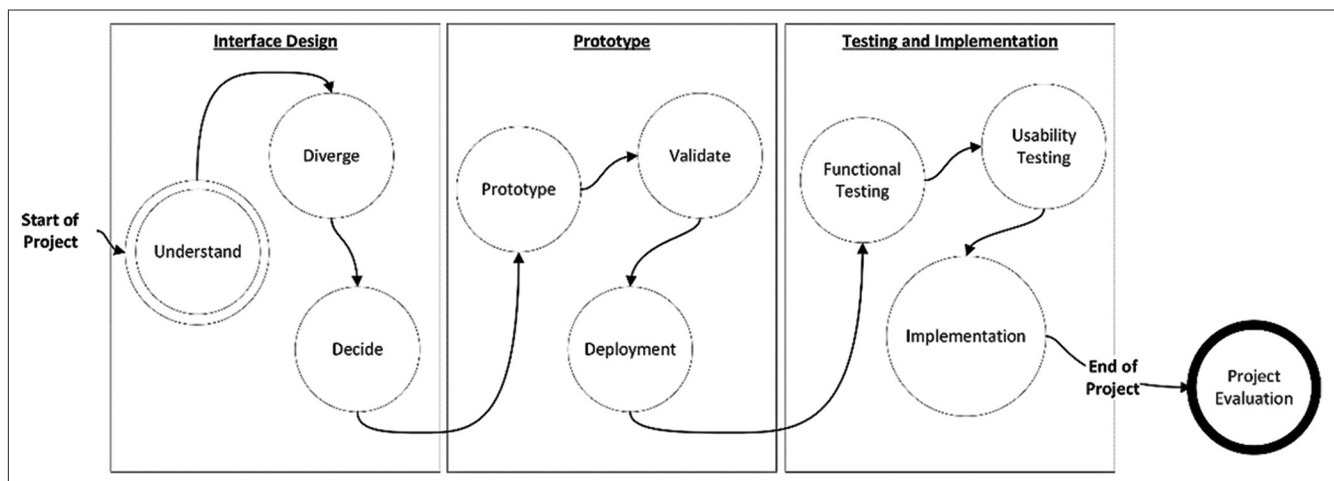 Interface Design
Prototype
Testing and Implementation
Start of
Project
Understand
Diverge
Decide
Prototype
Validate
Deployment
Functional
Testing
Usability
Testing
Implementation
End of
Project
Project
Evaluation